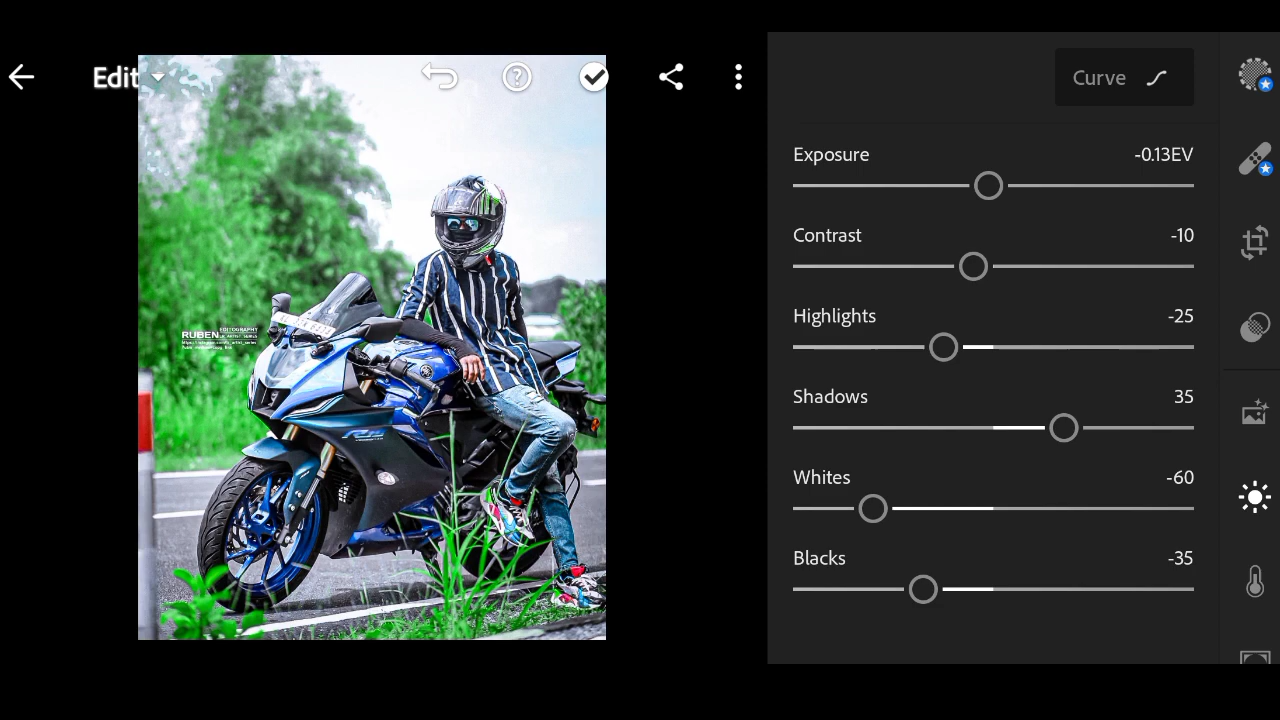 Edit
Curve
Exposure -0.13EV
Contrast -10
Highlights -25
Shadows 35
Whites -60
Blacks -35
EDITOGRAPHY
RUBEN